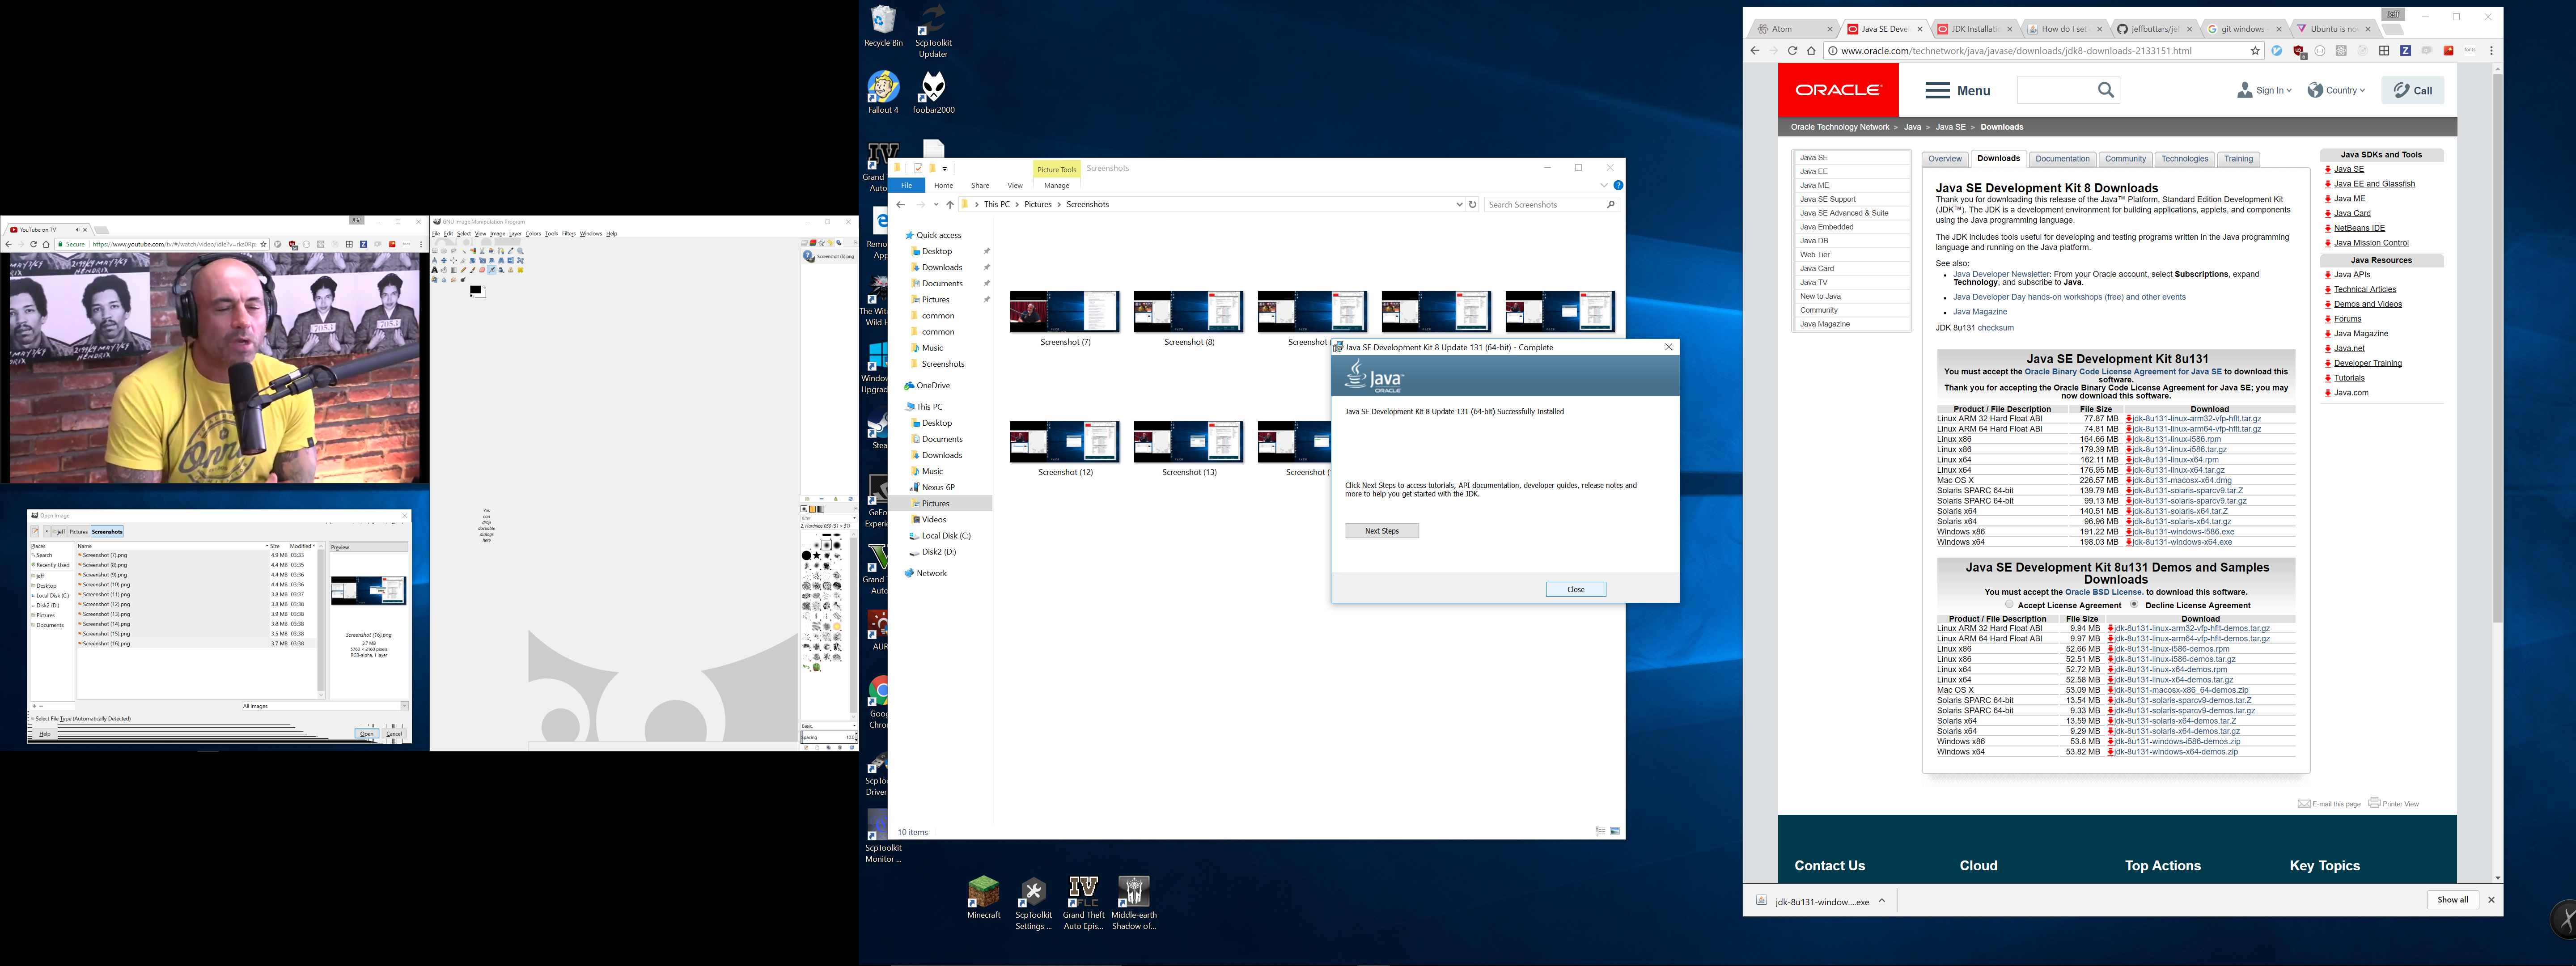 Recycle Bin
ScpToolkit
Updater
Fallout 4
foobar2000
YouTube on TV
Secure
https://www.youtube.com/tv#/watch/video/idle?v=rks0Rp
GNU Image Manipulation Program
File Edit Select View Image Layer Colors Tools Filters Windows Help
Screenshot (6).png
You
can
drop
dockable
dialogs
here
2. Hardness 050 (51 × 51)
Spacing 10.0
Open Image
jeff Pictures Screenshots
Places
Search
Recently Used
jeff
Desktop
Local Disk (C:)
Disk2 (D:)
Pictures
Documents
Name Size Modified
Screenshot (7).png 4.9 MB 03:33
Screenshot (8).png 4.4 MB 03:35
Screenshot (9).png 4.4 MB 03:36
Screenshot (10).png 4.4 MB 03:36
Screenshot (11).png 3.8 MB 03:37
Screenshot (12).png 3.8 MB 03:38
Screenshot (13).png 3.9 MB 03:38
Screenshot (14).png 3.8 MB 03:38
Screenshot (15).png 3.5 MB 03:38
Screenshot (16).png 3.7 MB 03:38
Preview
Screenshot (16).png
3.7 MB
5760 × 2160 pixels
RGB-alpha, 1 layer
All images
Select File Type (Automatically Detected)
Help Open Cancel
Picture Tools
Screenshots
File Home Share View Manage
This PC > Pictures > Screenshots
Search Screenshots
Quick access
Desktop
Downloads
Documents
Pictures
common
common
Music
Screenshots
OneDrive
This PC
Desktop
Documents
Downloads
Music
Nexus 6P
Pictures
Videos
Local Disk (C:)
Disk2 (D:)
Network
Screenshot (7)
Screenshot (8)
Screenshot (12)
Screenshot (13)
10 items
Java SE Development Kit 8 Update 131 (64-bit) - Complete
Java
ORACLE
Java SE Development Kit 8 Update 131 (64-bit) Successfully Installed
Click Next Steps to access tutorials, API documentation, developer guides, release notes and
more to help you get started with the JDK.
Next Steps
Close
ScpToolkit
Monitor ...
Minecraft
ScpToolkit
Settings ...
Grand Theft
Auto Epis...
Middle-earth
Shadow of...
Jeff
Atom
Java SE Devel
JDK Installatio
How do I set
jeffbuttars/jef
git windows
Ubuntu is no
www.oracle.com/technetwork/java/javase/downloads/jdk8-downloads-2133151.html
ORACLE
Menu
Sign In
Country
Call
Oracle Technology Network > Java > Java SE > Downloads
Java SE
Java EE
Java ME
Java SE Support
Java SE Advanced & Suite
Java Embedded
Java DB
Web Tier
Java Card
Java TV
New to Java
Community
Java Magazine
Overview Downloads Documentation Community Technologies Training
Java SE Development Kit 8 Downloads
Thank you for downloading this release of the Java™ Platform, Standard Edition Development Kit
(JDK™). The JDK is a development environment for building applications, applets, and components
using the Java programming language.
The JDK includes tools useful for developing and testing programs written in the Java programming
language and running on the Java platform.
See also:
Java Developer Newsletter: From your Oracle account, select Subscriptions, expand
Technology, and subscribe to Java.
Java Developer Day hands-on workshops (free) and other events
Java Magazine
JDK 8u131 checksum
Java SE Development Kit 8u131
You must accept the Oracle Binary Code License Agreement for Java SE to download this
software.
Thank you for accepting the Oracle Binary Code License Agreement for Java SE; you may
now download this software.
Product / File Description File Size Download
Linux ARM 32 Hard Float ABI 77.87 MB jdk-8u131-linux-arm32-vfp-hflt.tar.gz
Linux ARM 64 Hard Float ABI 74.81 MB jdk-8u131-linux-arm64-vfp-hflt.tar.gz
Linux x86 164.66 MB jdk-8u131-linux-i586.rpm
Linux x86 179.39 MB jdk-8u131-linux-i586.tar.gz
Linux x64 162.11 MB jdk-8u131-linux-x64.rpm
Linux x64 176.95 MB jdk-8u131-linux-x64.tar.gz
Mac OS X 226.57 MB jdk-8u131-macosx-x64.dmg
Solaris SPARC 64-bit 139.79 MB jdk-8u131-solaris-sparcv9.tar.Z
Solaris SPARC 64-bit 99.13 MB jdk-8u131-solaris-sparcv9.tar.gz
Solaris x64 140.51 MB jdk-8u131-solaris-x64.tar.Z
Solaris x64 96.96 MB jdk-8u131-solaris-x64.tar.gz
Windows x86 191.22 MB jdk-8u131-windows-i586.exe
Windows x64 198.03 MB jdk-8u131-windows-x64.exe
Java SE Development Kit 8u131 Demos and Samples
Downloads
You must accept the Oracle BSD License. to download this software.
Accept License Agreement Decline License Agreement
Product / File Description File Size Download
Linux ARM 32 Hard Float ABI 9.94 MB jdk-8u131-linux-arm32-vfp-hflt-demos.tar.gz
Linux ARM 64 Hard Float ABI 9.97 MB jdk-8u131-linux-arm64-vfp-hflt-demos.tar.gz
Linux x86 52.66 MB jdk-8u131-linux-i586-demos.rpm
Linux x86 52.51 MB jdk-8u131-linux-i586-demos.tar.gz
Linux x64 52.72 MB jdk-8u131-linux-x64-demos.rpm
Linux x64 52.58 MB jdk-8u131-linux-x64-demos.tar.gz
Mac OS X 53.09 MB jdk-8u131-macosx-x86_64-demos.zip
Solaris SPARC 64-bit 13.54 MB jdk-8u131-solaris-sparcv9-demos.tar.Z
Solaris SPARC 64-bit 9.33 MB jdk-8u131-solaris-sparcv9-demos.tar.gz
Solaris x64 13.59 MB jdk-8u131-solaris-x64-demos.tar.Z
Solaris x64 9.29 MB jdk-8u131-solaris-x64-demos.tar.gz
Windows x86 53.8 MB jdk-8u131-windows-i586-demos.zip
Windows x64 53.82 MB jdk-8u131-windows-x64-demos.zip
Java SDKs and Tools
Java SE
Java EE and Glassfish
Java ME
Java Card
NetBeans IDE
Java Mission Control
Java Resources
Java APIs
Technical Articles
Demos and Videos
Forums
Java Magazine
Java.net
Developer Training
Tutorials
Java.com
E-mail this page Printer View
Contact Us Cloud Top Actions Key Topics
jdk-8u131-window....exe
Show all